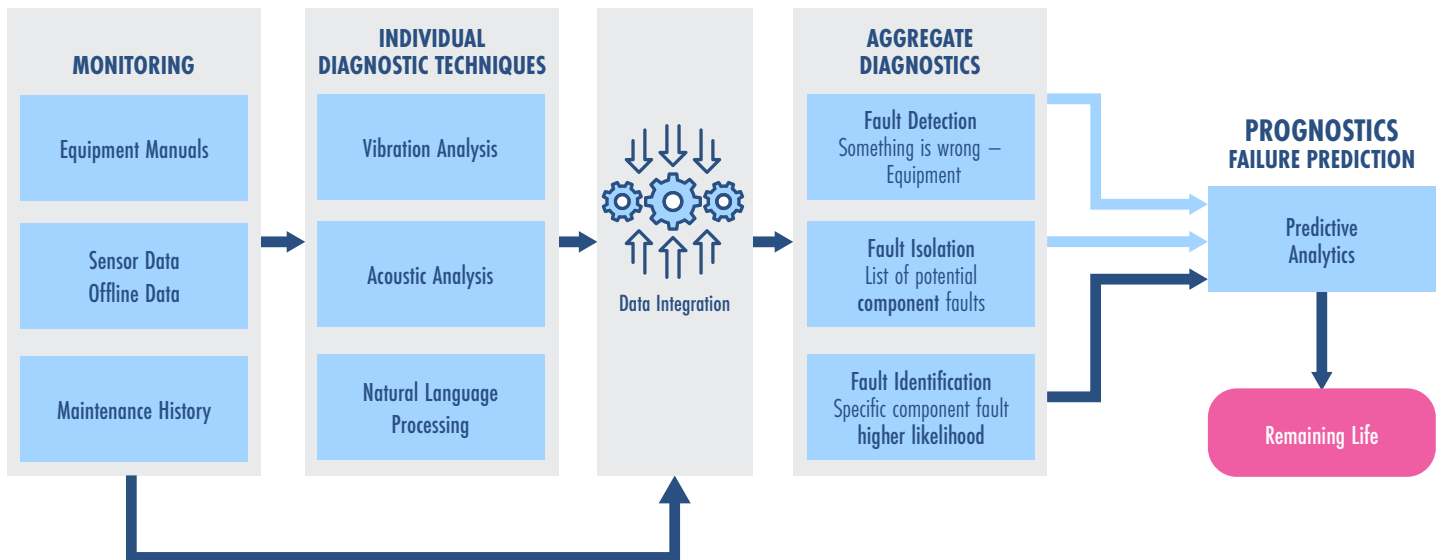 MONITORING
Equipment Manuals
Sensor Data
Offline Data
Maintenance History
INDIVIDUAL
DIAGNOSTIC TECHNIQUES
Vibration Analysis
Acoustic Analysis
Natural Language
Processing
Data Integration
AGGREGATE
DIAGNOSTICS
Fault Detection
Something is wrong –
Equipment
Fault Isolation
List of potential
component faults
Fault Identification
Specific component fault
higher likelihood
PROGNOSTICS
FAILURE PREDICTION
Predictive
Analytics
Remaining Life